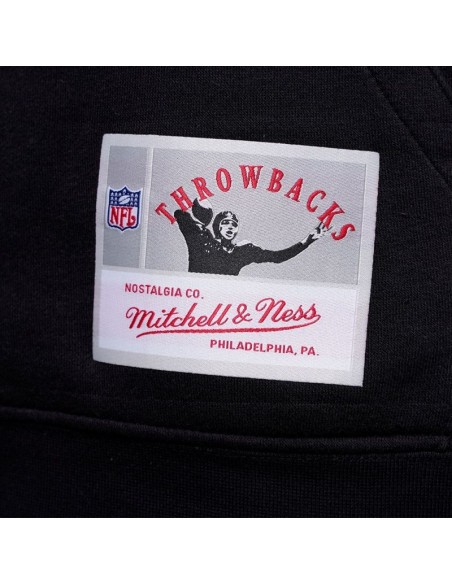 THROWBACKS
NFL
NOSTALGIA CO.
Mitchell & Ness
PHILADELPHIA, PA.